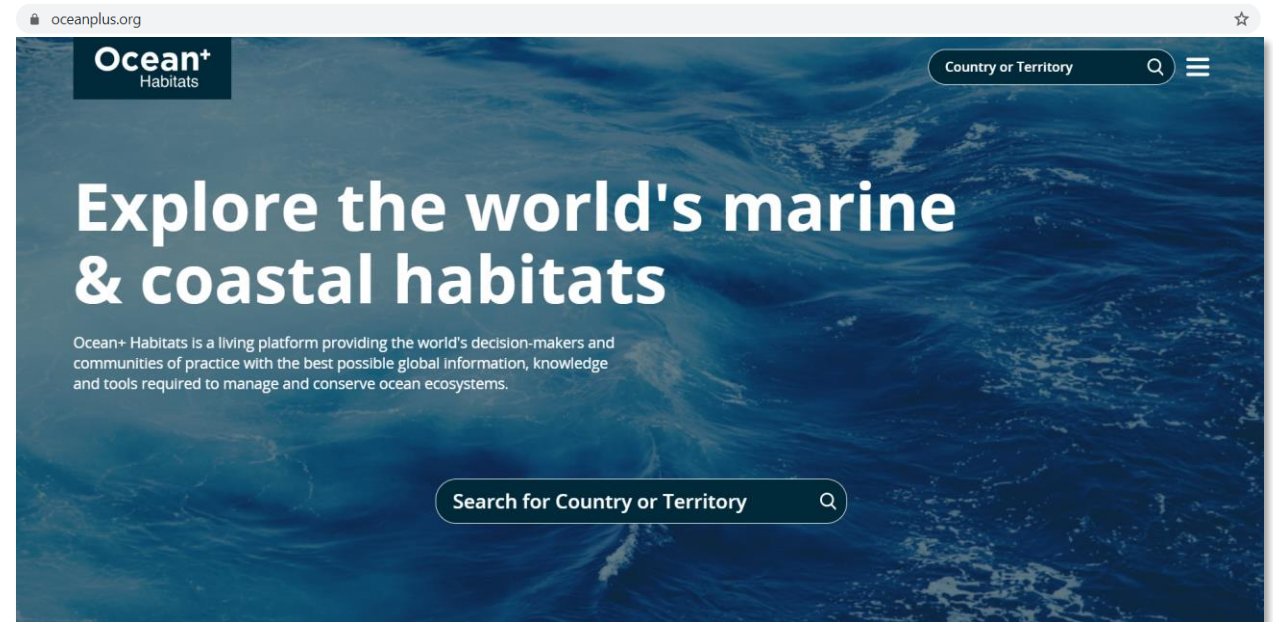 oceanplus.org
Ocean+
Habitats
Country or Territory
Explore the world's marine
& coastal habitats
Ocean+ Habitats is a living platform providing the world's decision-makers and
communities of practice with the best possible global information, knowledge
and tools required to manage and conserve ocean ecosystems.
Search for Country or Territory